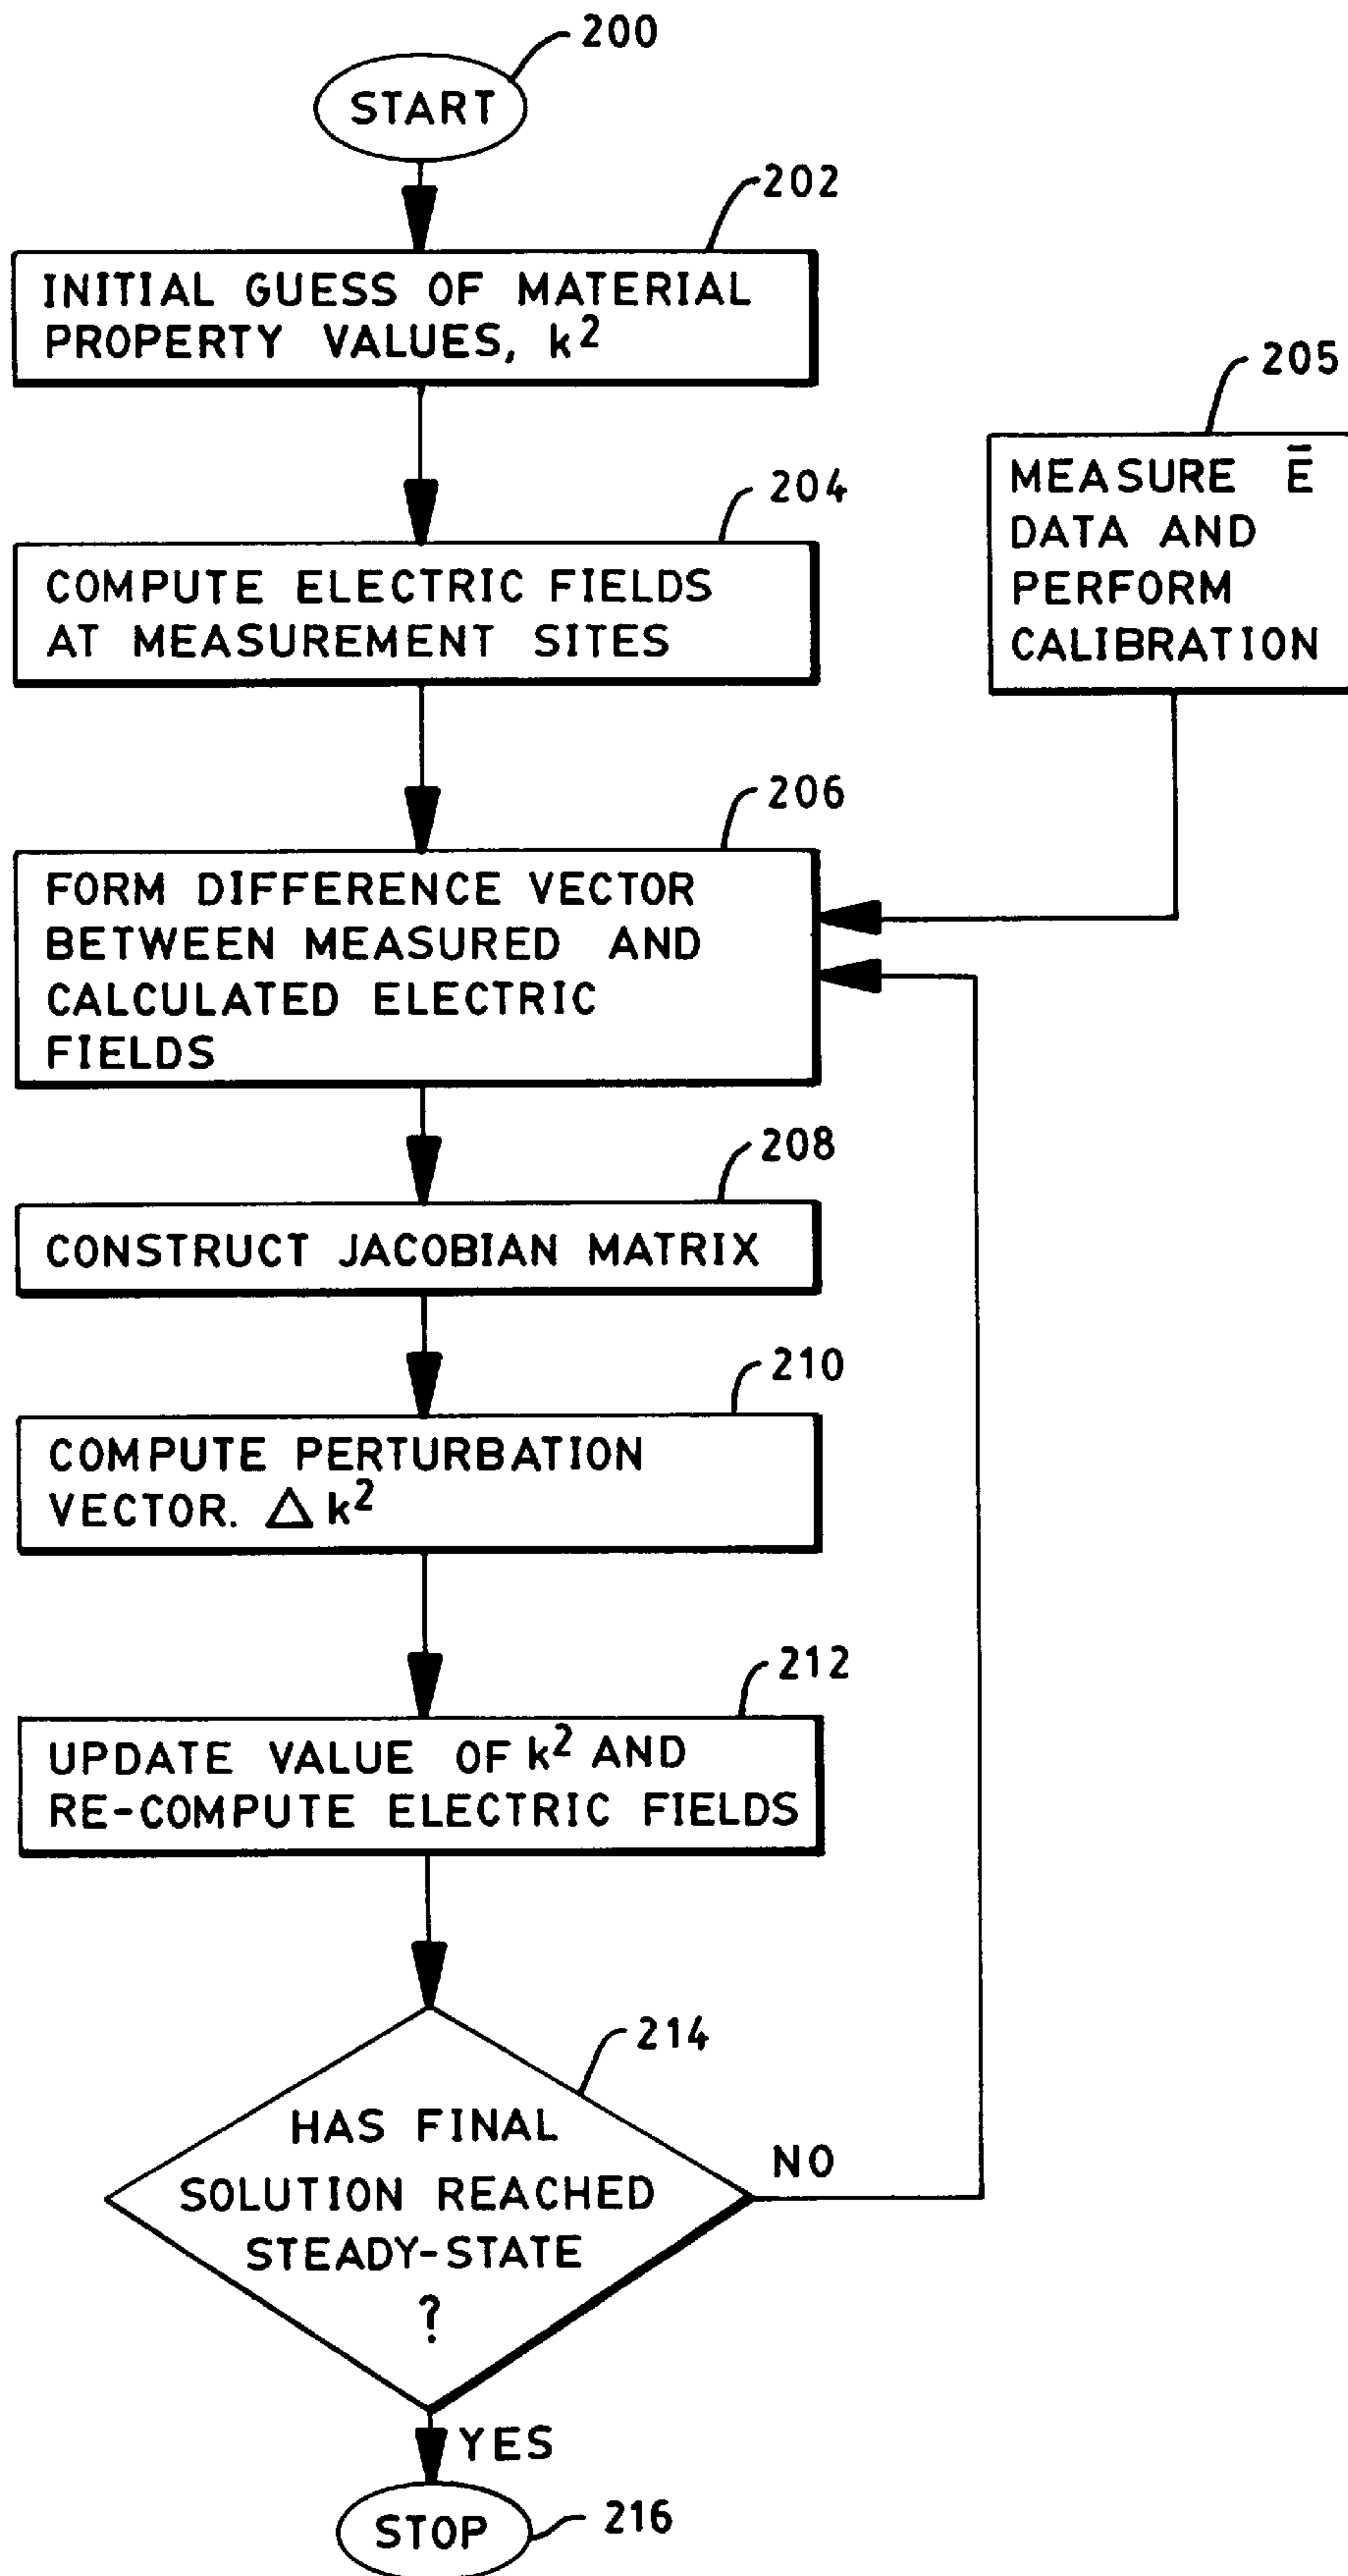 200
START
202
INITIAL GUESS OF MATERIAL
PROPERTY VALUES, k²
205
MEASURE E̅
DATA AND
PERFORM
CALIBRATION
204
COMPUTE ELECTRIC FIELDS
AT MEASUREMENT SITES
206
FORM DIFFERENCE VECTOR
BETWEEN MEASURED AND
CALCULATED ELECTRIC
FIELDS
208
CONSTRUCT JACOBIAN MATRIX
210
COMPUTE PERTURBATION
VECTOR. △ k²
212
UPDATE VALUE OF k² AND
RE-COMPUTE ELECTRIC FIELDS
214
HAS FINAL
SOLUTION REACHED
STEADY-STATE
?
NO
YES
STOP
216